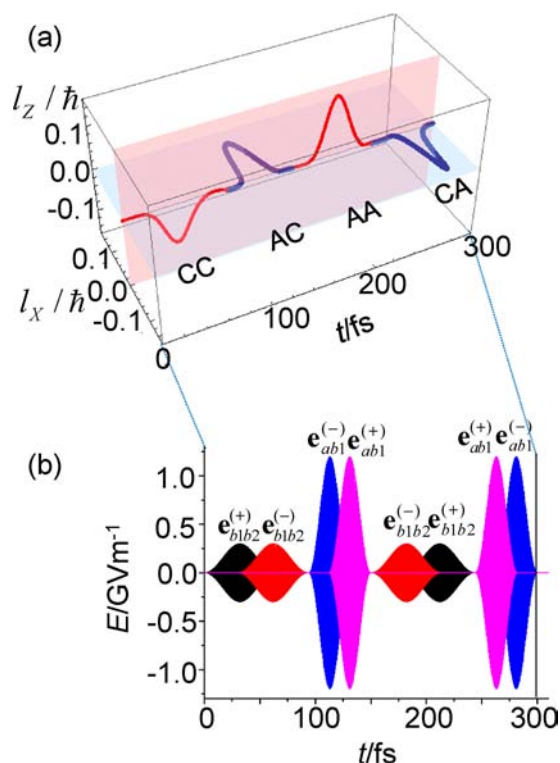 (a)
l_Z / ħ
0.1
0.0
-0.1
0.1
0.0
-0.1
l_X / ħ
CC
AC
AA
CA
0
100
200
300
t/fs
(b)
e_{ab1}^{(-)} e_{ab1}^{(+)}
e_{ab1}^{(+)} e_{ab1}^{(-)}
e_{b1b2}^{(+)} e_{b1b2}^{(-)}
e_{b1b2}^{(-)} e_{b1b2}^{(+)}
1.0
0.5
0.0
-0.5
-1.0
E/GVm⁻¹
0 100 200 300
t/fs